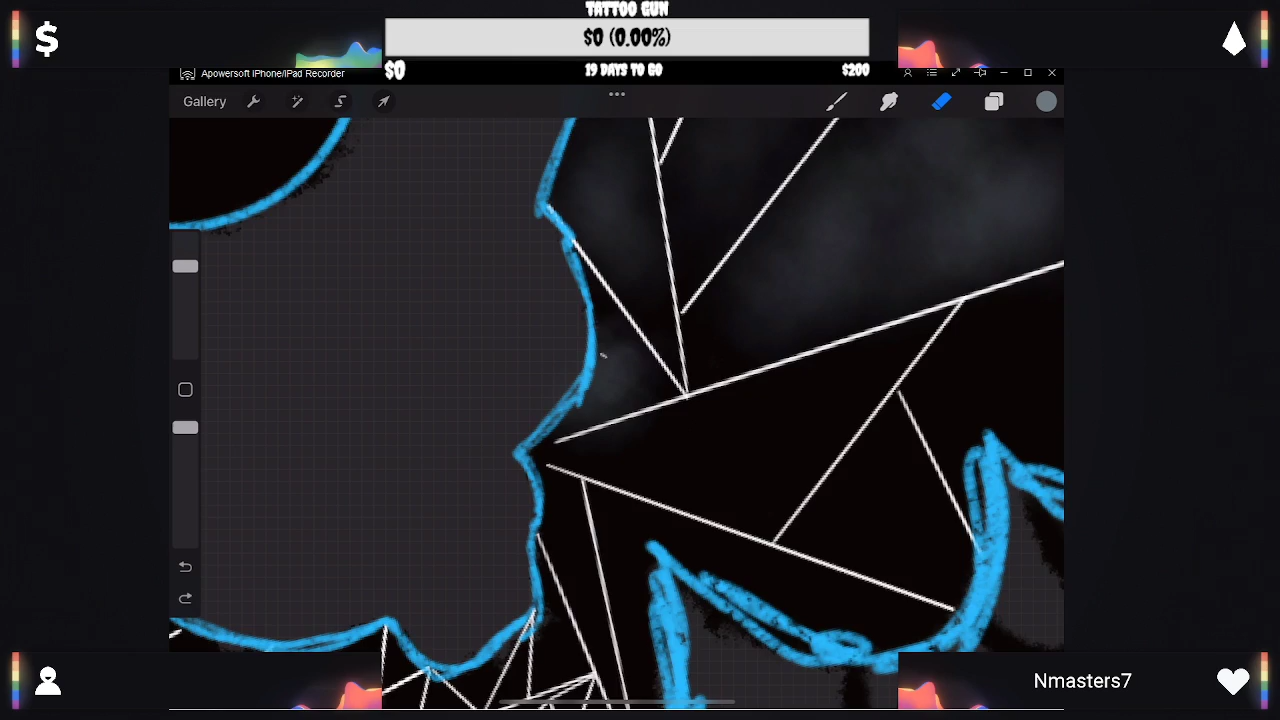 TATTOO GUN
$0 (0.00%)
$0 19 DAYS TO GO $200
Apowersoft iPhone/iPad Recorder
Gallery
Nmasters7